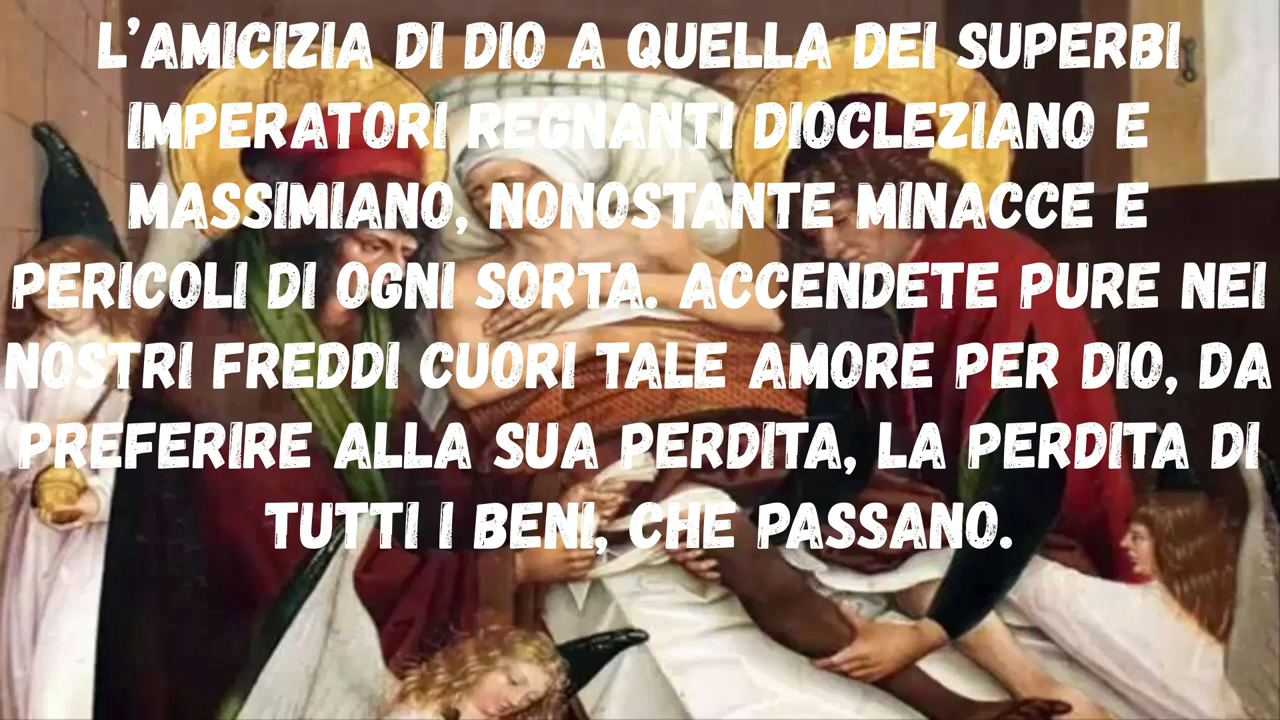 L'AMICIZIA DI DIO A QUELLA DEI SUPERBI
IMPERATORI REGNANTI DIOCLEZIANO E
MASSIMIANO, NONOSTANTE MINACCE E
PERICOLI DI OGNI SORTA. ACCENDETE PURE NEI
NOSTRI FREDDI CUORI TALE AMORE PER DIO, DA
PREFERIRE ALLA SUA PERDITA, LA PERDITA DI
TUTTI I BENI, CHE PASSANO.